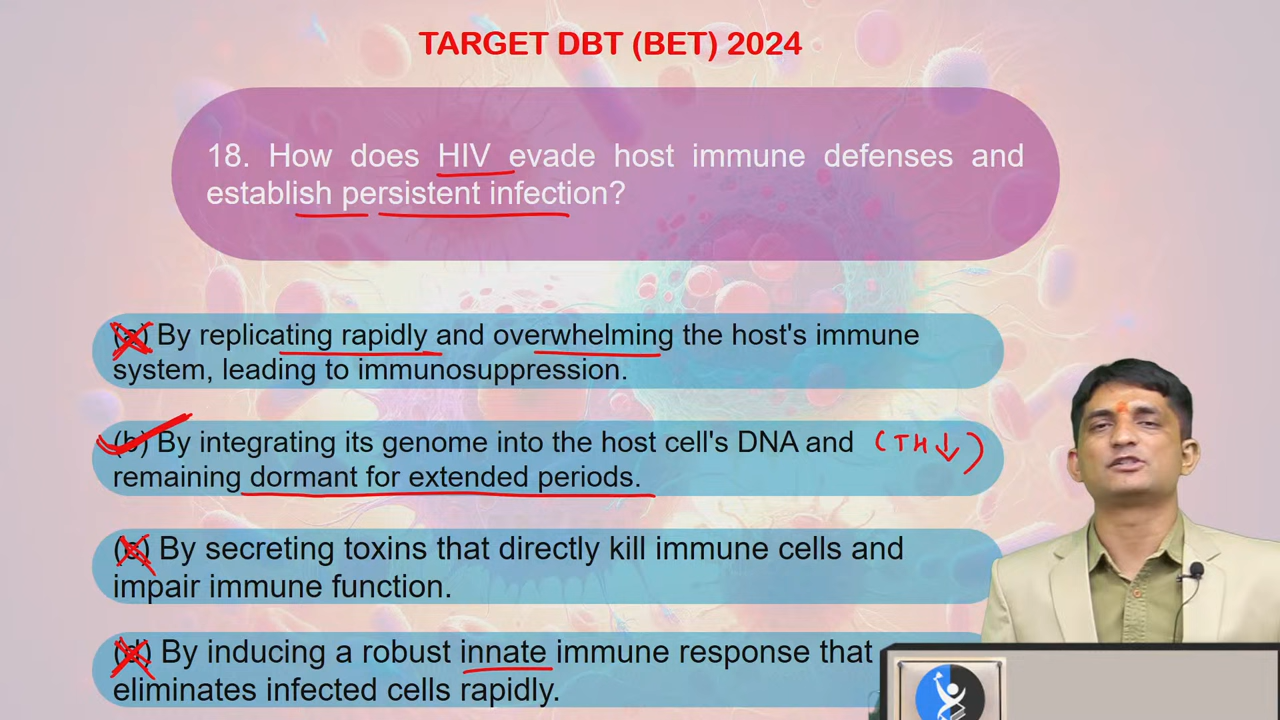 TARGET DBT (BET) 2024
18. How does HIV evade host immune defenses and
establish persistent infection?
(a) By replicating rapidly and overwhelming the host's immune
system, leading to immunosuppression.
(b) By integrating its genome into the host cell's DNA and (TH↓)
remaining dormant for extended periods.
(c) By secreting toxins that directly kill immune cells and
impair immune function.
(d) By inducing a robust innate immune response that
eliminates infected cells rapidly.